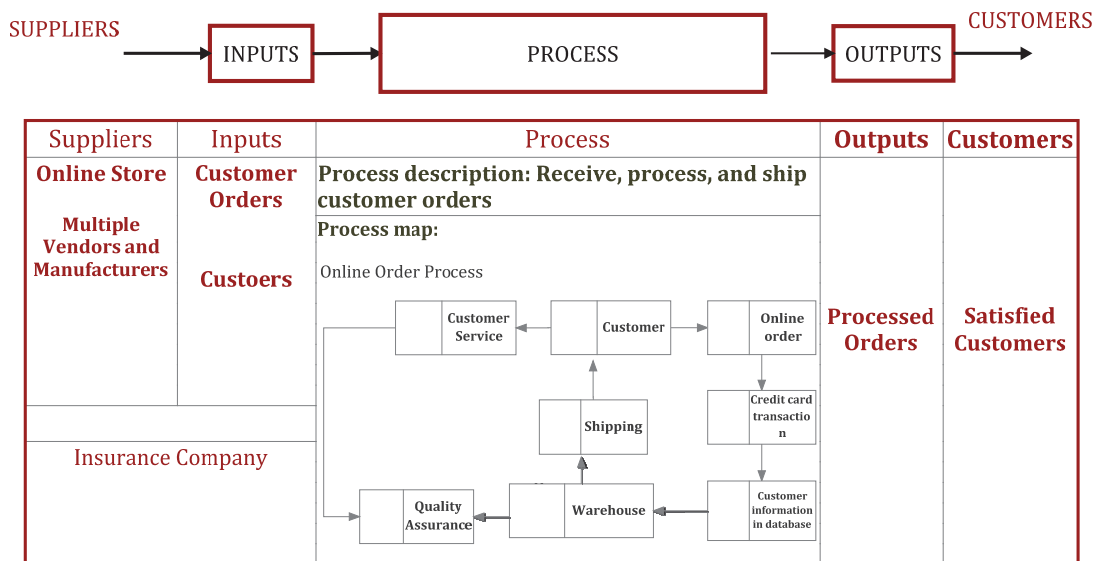 SUPPLIERS
CUSTOMERS
INPUTS
PROCESS
OUTPUTS
Suppliers
Inputs
Process
Outputs
Customers
Online Store
Multiple
Vendors and
Manufacturers
Customer
Orders
Custoers
Process description: Receive, process, and ship
customer orders
Process map:
Online Order Process
Customer
Service
Customer
Online
order
Credit card
transactio
n
Shipping
Quality
Assurance
Warehouse
Customer
information
in database
Processed
Orders
Satisfied
Customers
Insurance Company